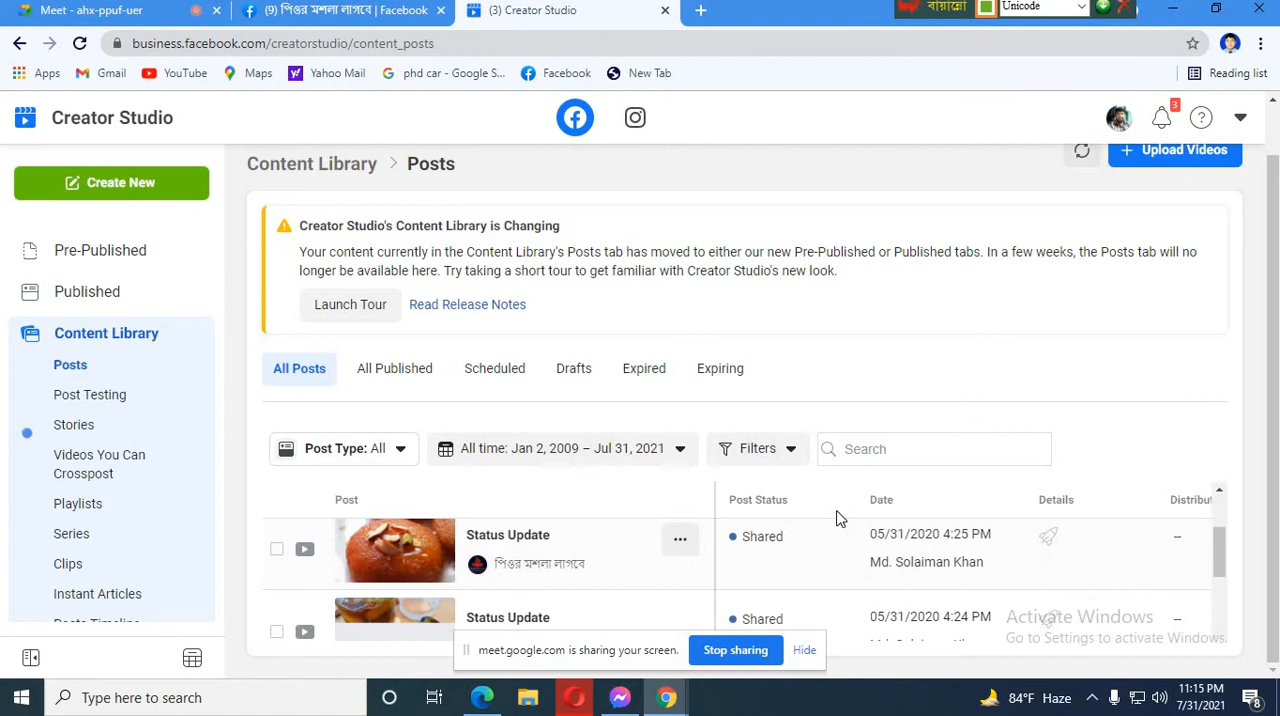 Meet - ahx-ppuf-uer
(9) পিওর মশলা লাগবে | Facebook
(3) Creator Studio
Unicode
business.facebook.com/creatorstudio/content_posts
Apps Gmail YouTube Maps Yahoo Mail phd car - Google S... Facebook New Tab Reading list
Creator Studio
3
Create New
Content Library > Posts
+ Upload Videos
Creator Studio's Content Library is Changing
Your content currently in the Content Library's Posts tab has moved to either our new Pre-Published or Published tabs. In a few weeks, the Posts tab will no
longer be available here. Try taking a short tour to get familiar with Creator Studio's new look.
Launch Tour Read Release Notes
Pre-Published
Published
Content Library
Posts
Post Testing
Stories
Videos You Can
Crosspost
Playlists
Series
Clips
Instant Articles
Posts Timeline
All Posts All Published Scheduled Drafts Expired Expiring
Post Type: All All time: Jan 2, 2009 – Jul 31, 2021 Filters Search
Post Post Status Date Details Distribut
Status Update ... Shared 05/31/2020 4:25 PM --
পিওর মশলা লাগবে Md. Solaiman Khan
Status Update Shared 05/31/2020 4:24 PM --
Activate Windows
Go to Settings to activate Windows.
meet.google.com is sharing your screen. Stop sharing Hide
Type here to search
84°F Haze
11:15 PM
7/31/2021
8